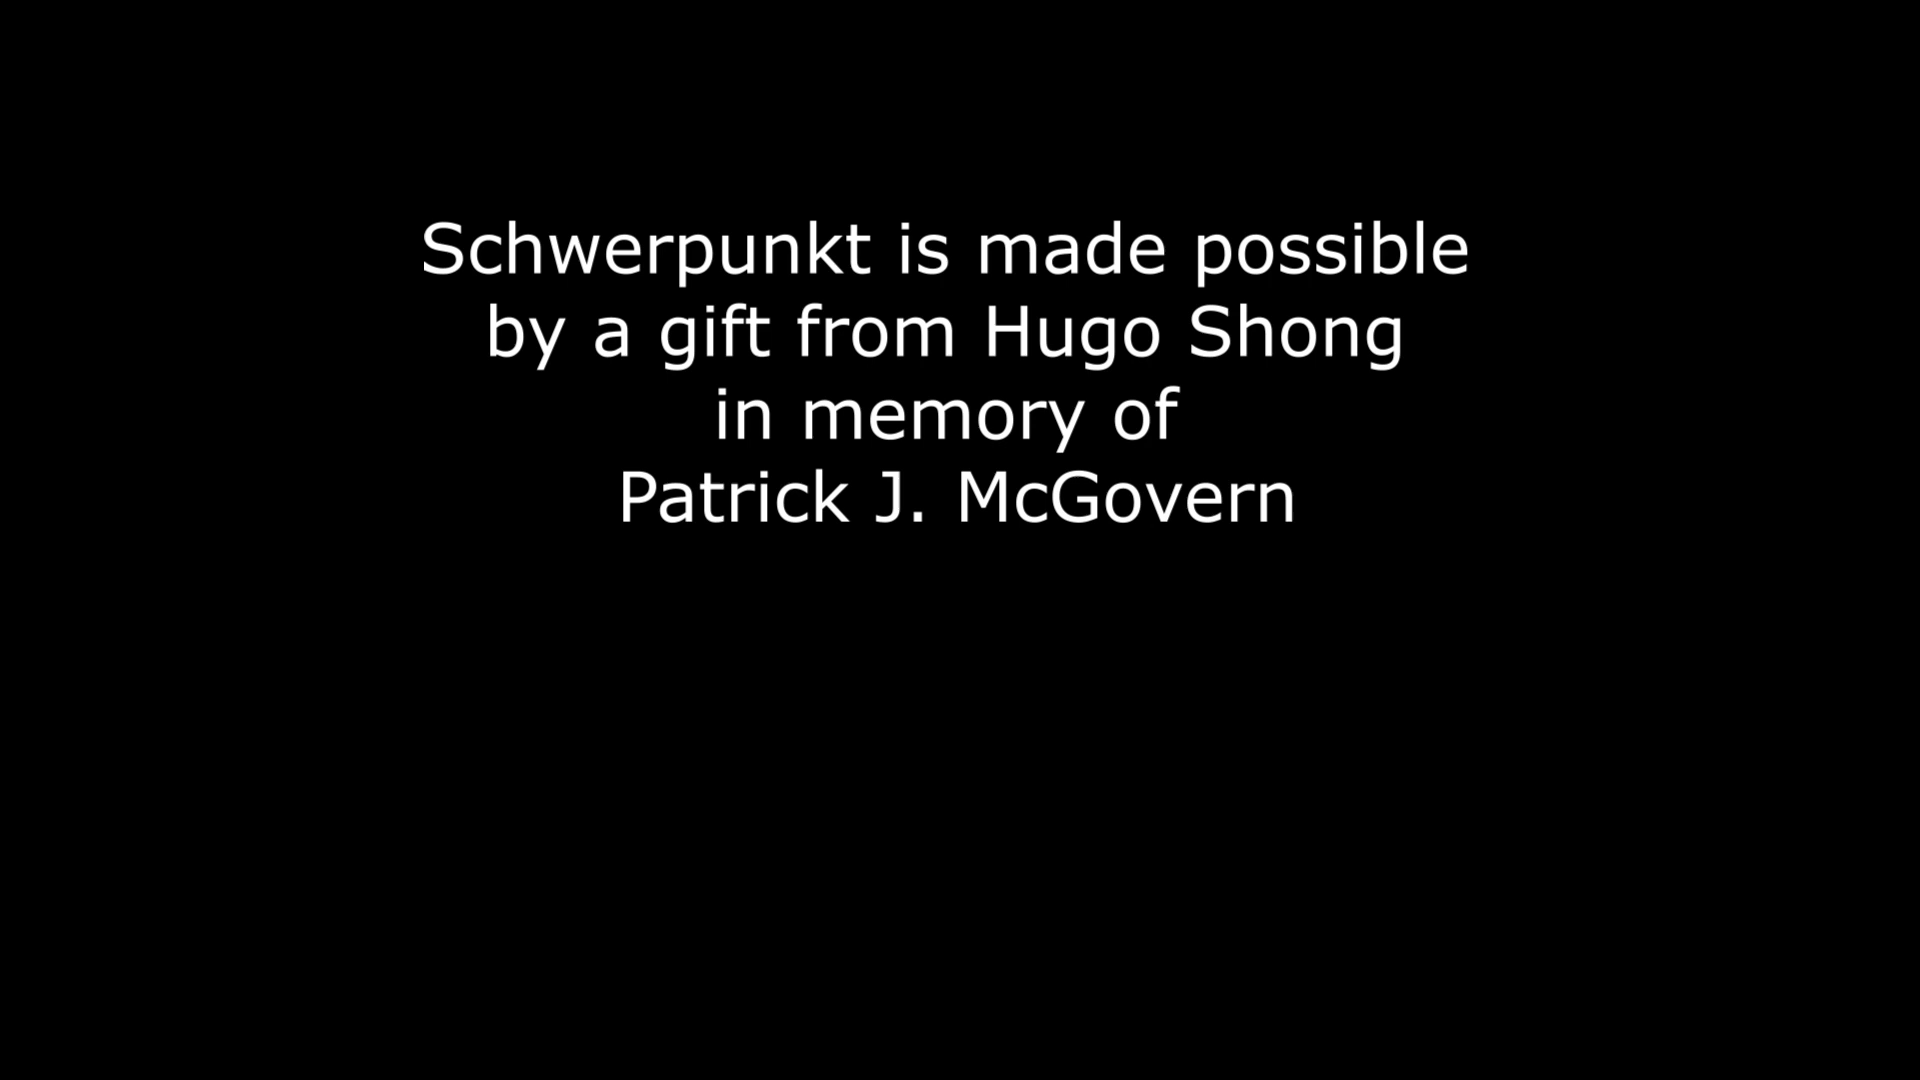 Schwerpunkt is made possible
by a gift from Hugo Shong
in memory of
Patrick J. McGovern